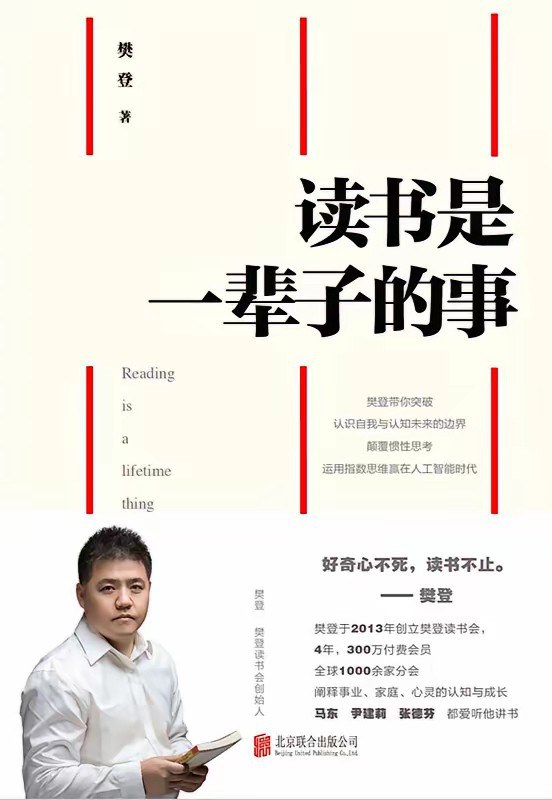 樊登 著
读书是
一辈子的事
Reading
is
a
lifetime
thing
樊登带你突破
认识自我与认知未来的边界
颠覆惯性思考
运用指数思维赢在人工智能时代
好奇心不死，读书不止。
—— 樊登
樊登 樊登读书会创始人
樊登于2013年创立樊登读书会，
4年，300万付费会员
全球1000余家分会
阐释事业、家庭、心灵的认知与成长
马东 尹建莉 张德芬 都爱听他讲书
北京联合出版公司
Beijing United Publishing Co.,Ltd.